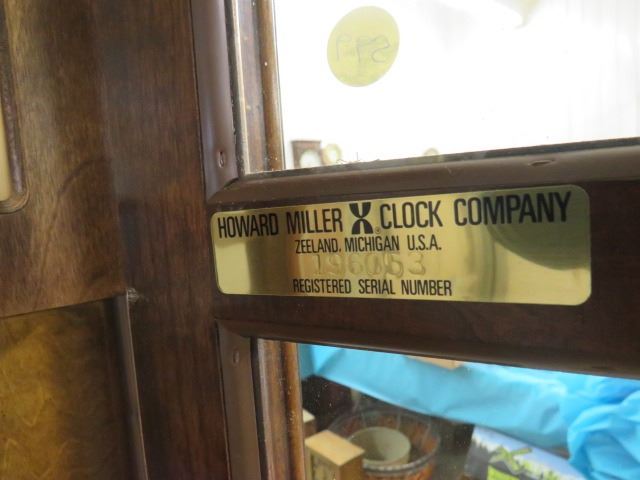 HOWARD MILLER CLOCK COMPANY
ZEELAND, MICHIGAN U.S.A.
196053
REGISTERED SERIAL NUMBER